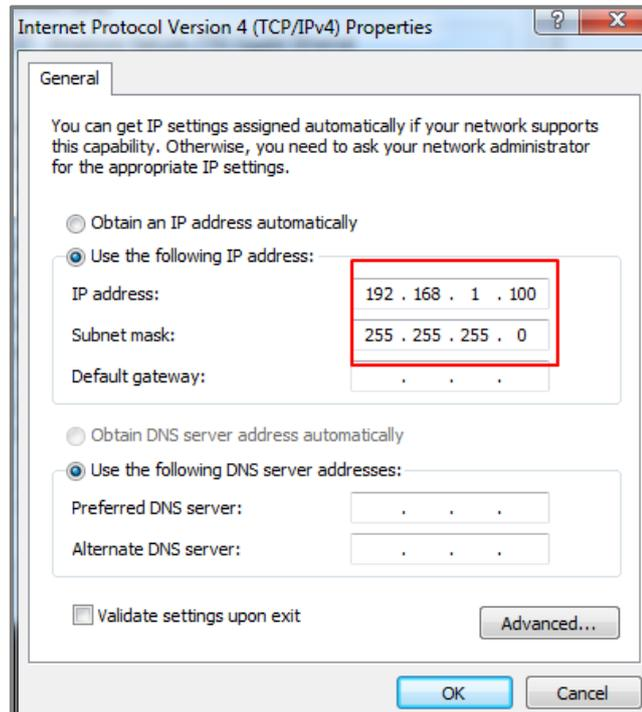 Internet Protocol Version 4 (TCP/IPv4) Properties
?
X
General
You can get IP settings assigned automatically if your network supports
this capability. Otherwise, you need to ask your network administrator
for the appropriate IP settings.
Obtain an IP address automatically
Use the following IP address:
IP address: 192 . 168 . 1 . 100
Subnet mask: 255 . 255 . 255 . 0
Default gateway: . . .
Obtain DNS server address automatically
Use the following DNS server addresses:
Preferred DNS server: . . .
Alternate DNS server: . . .
Validate settings upon exit
Advanced...
OK Cancel